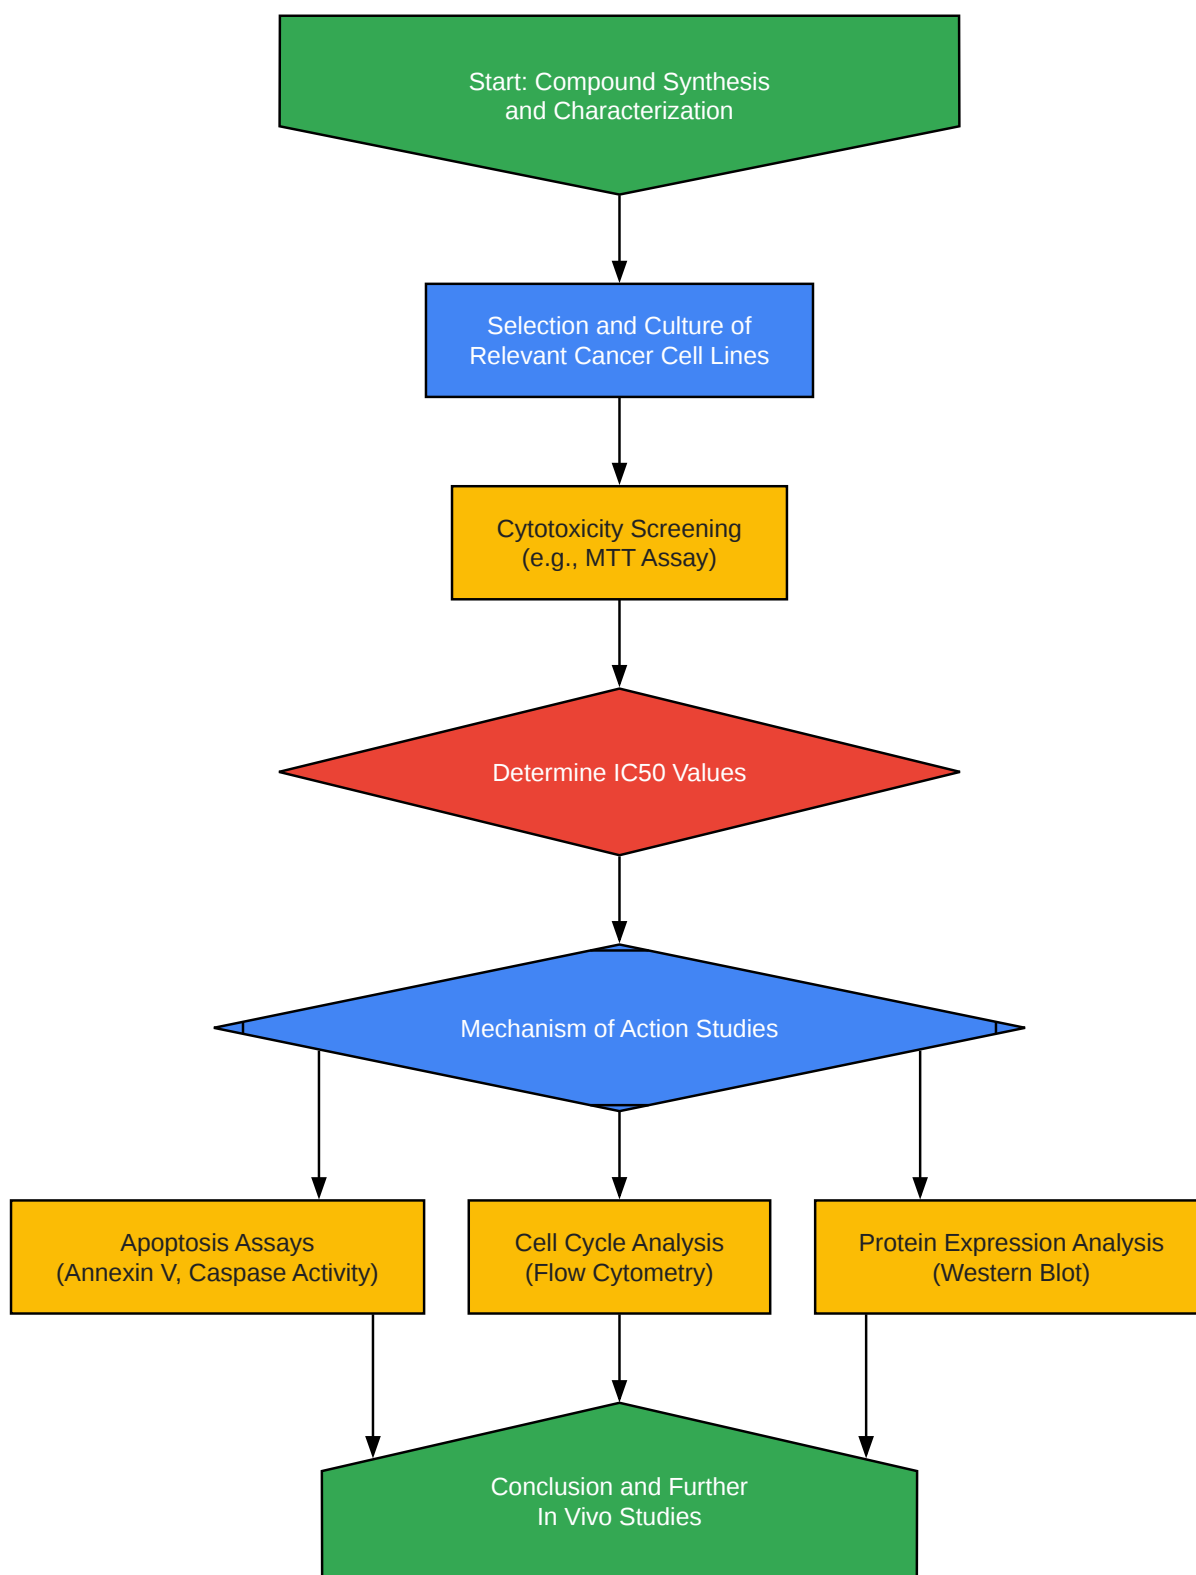 Start: Compound Synthesis
and Characterization
Selection and Culture of
Relevant Cancer Cell Lines
Cytotoxicity Screening
(e.g., MTT Assay)
Determine IC50 Values
Mechanism of Action Studies
Apoptosis Assays
(Annexin V, Caspase Activity)
Cell Cycle Analysis
(Flow Cytometry)
Protein Expression Analysis
(Western Blot)
Conclusion and Further
In Vivo Studies